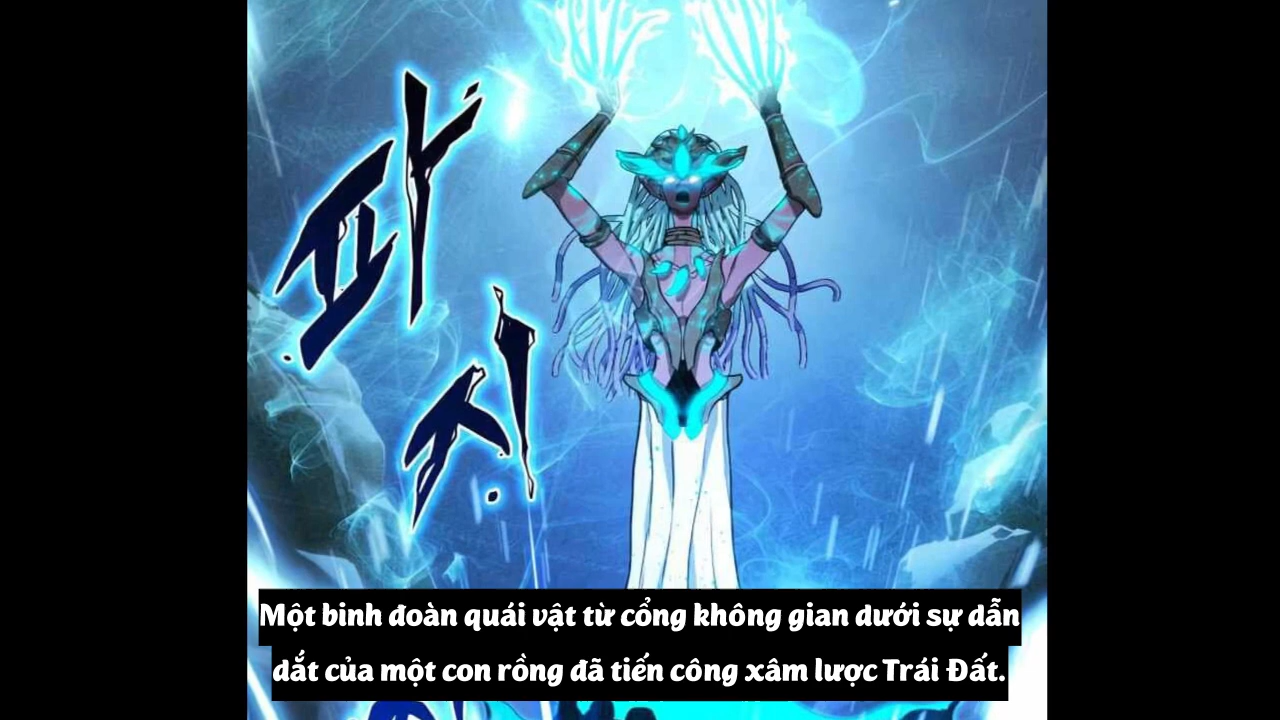 파
지
Một binh đoàn quái vật từ cổng không gian dưới sự dẫn
dắt của một con rồng đã tiến công xâm lược Trái Đất.